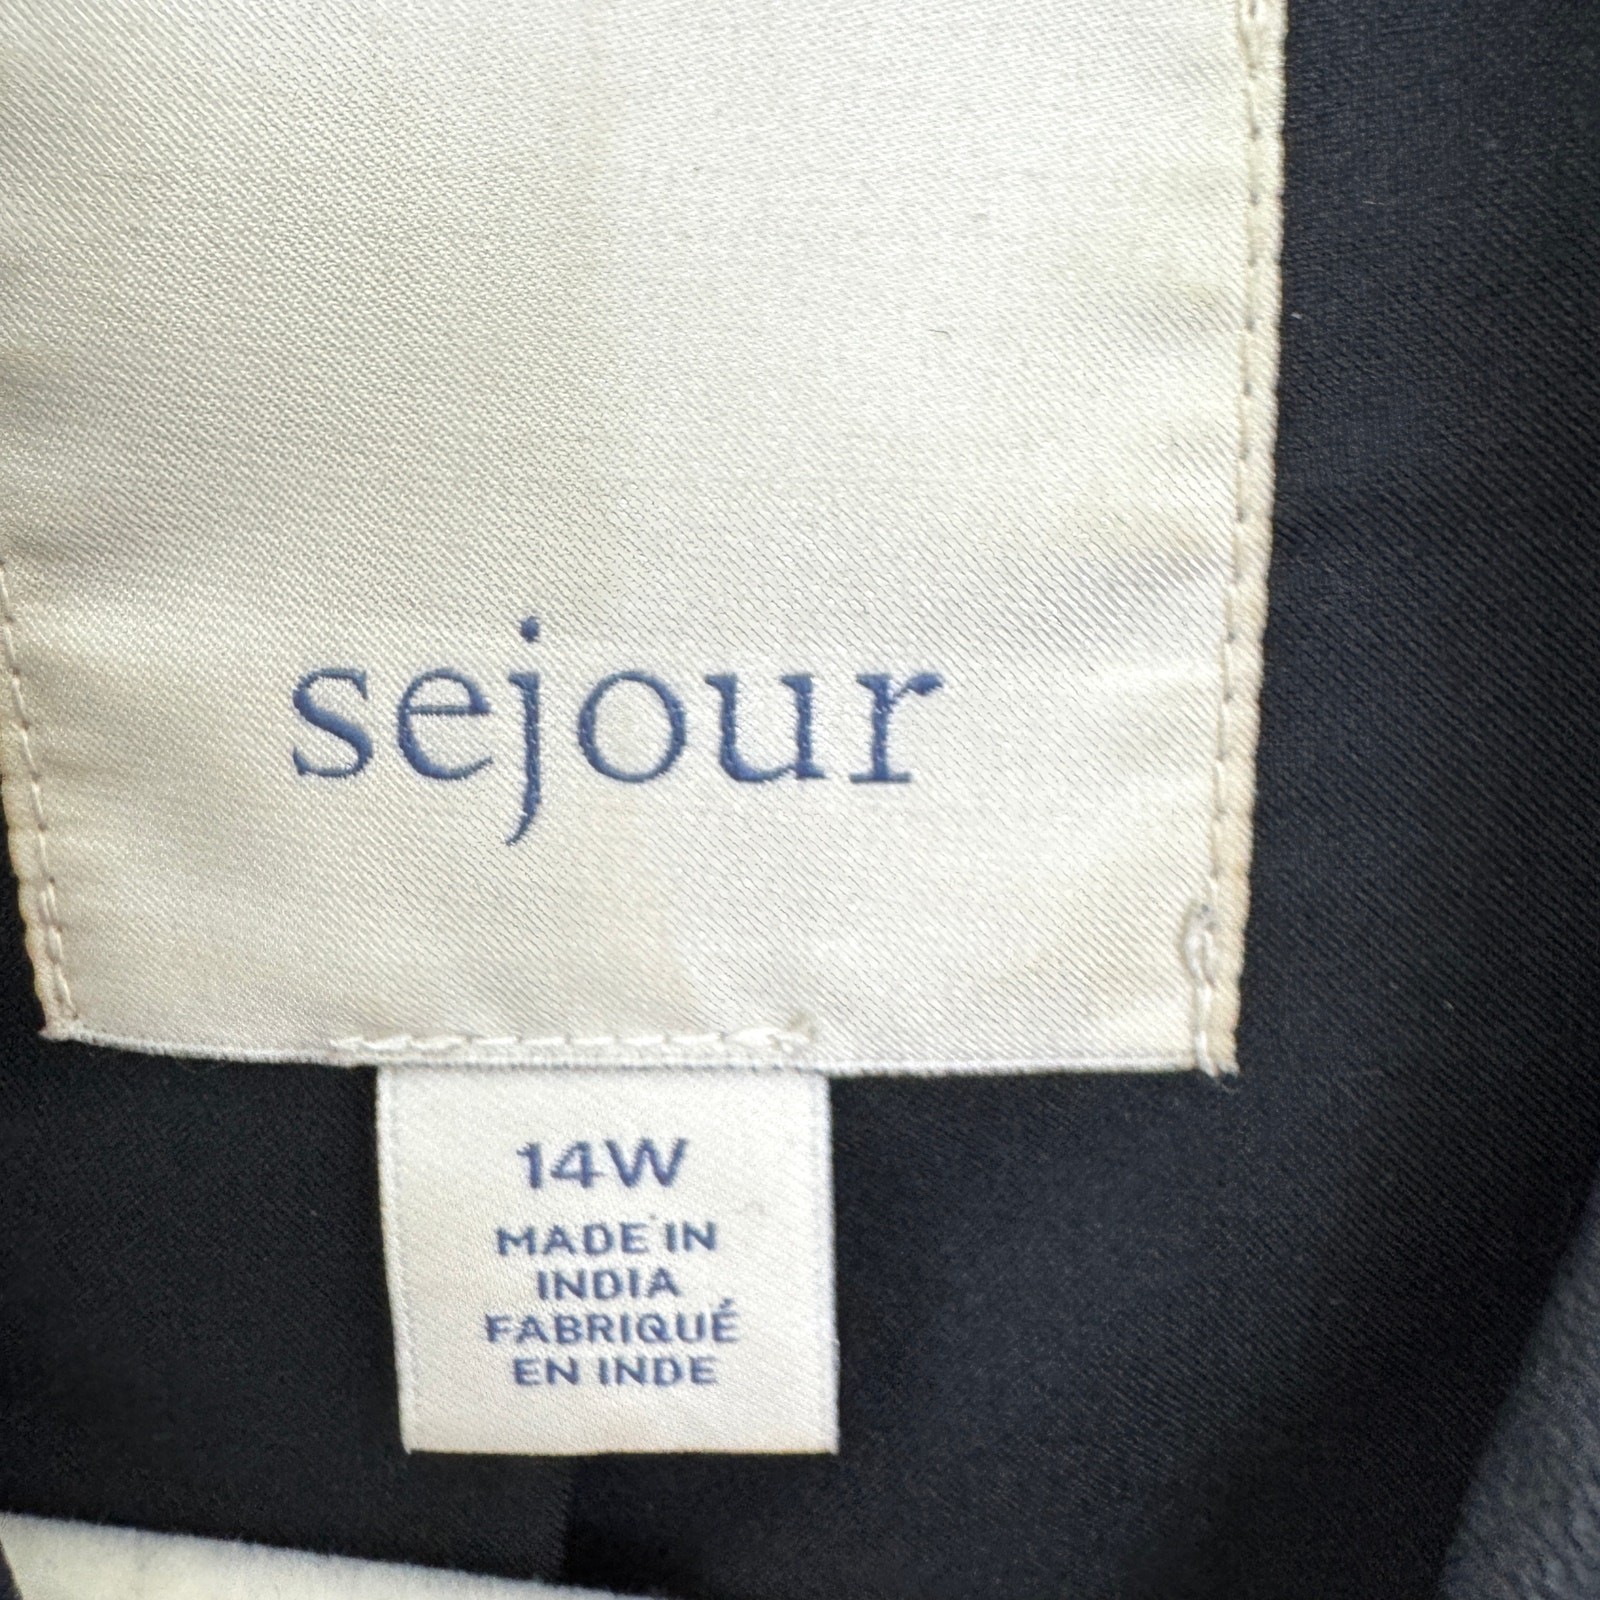 sejour
14W
MADE IN
INDIA
FABRIQUÉ
EN INDE